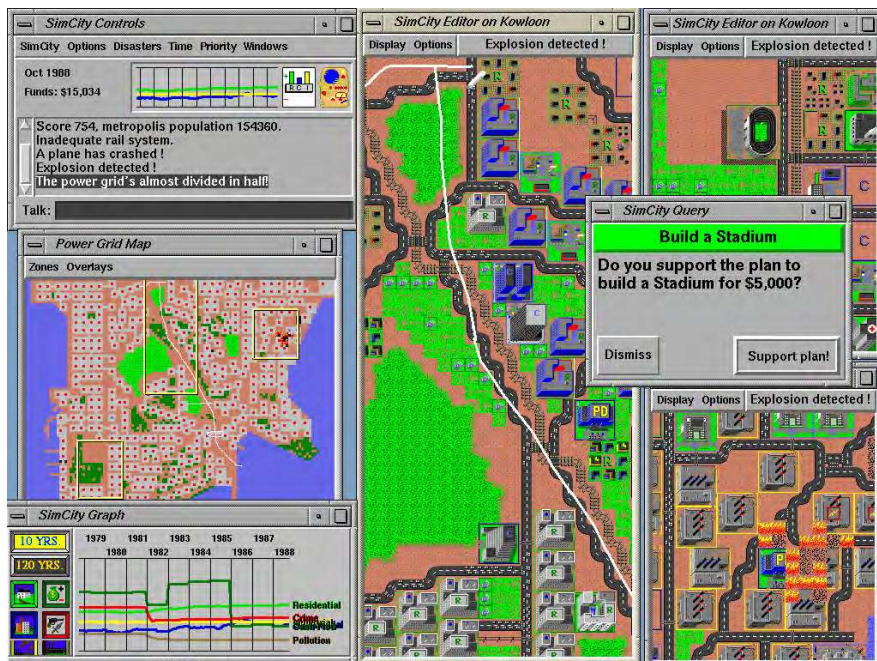 SimCity Controls
SimCity Options Disasters Time Priority Windows
Oct 1988
Funds: $15,034
R C I
Score 754, metropolis population 154360.
Inadequate rail system.
A plane has crashed !
Explosion detected !
The power grid's almost divided in half!
Talk:
Power Grid Map
Zones Overlays
SimCity Graph
10 YRS.
120 YRS.
1979 1981 1983 1985 1987
1980 1982 1984 1986 1988
Residential
Crime
Pollution
SimCity Editor on Kowloon
Display Options Explosion detected !
R
R
R
C
PD
R
R
R
R
R
R
R
R
R
R
SimCity Editor on Kowloon
Display Options Explosion detected !
R
C
C
SimCity Query
Build a Stadium
Do you support the plan to
build a Stadium for $5,000?
Dismiss
Support plan!
Display Options Explosion detected !
P